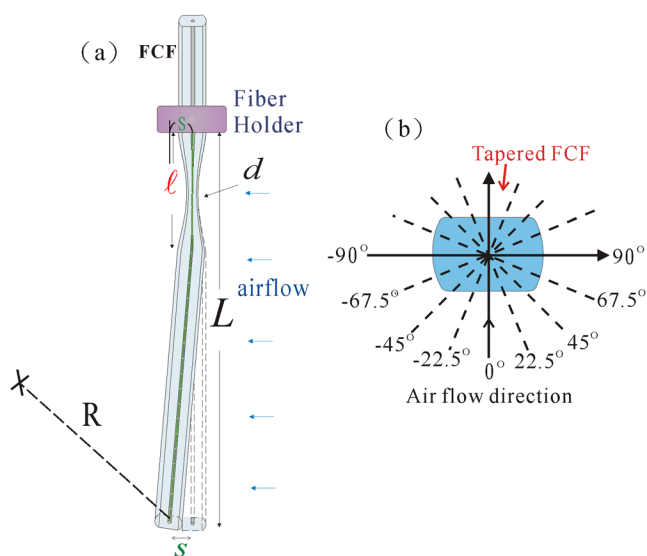 (a)
FCF
Fiber
Holder
S
ℓ
d
airflow
L
R
s
(b)
Tapered FCF
-90°
90°
-67.5°
67.5°
-45°
45°
-22.5°
22.5°
0°
Air flow direction